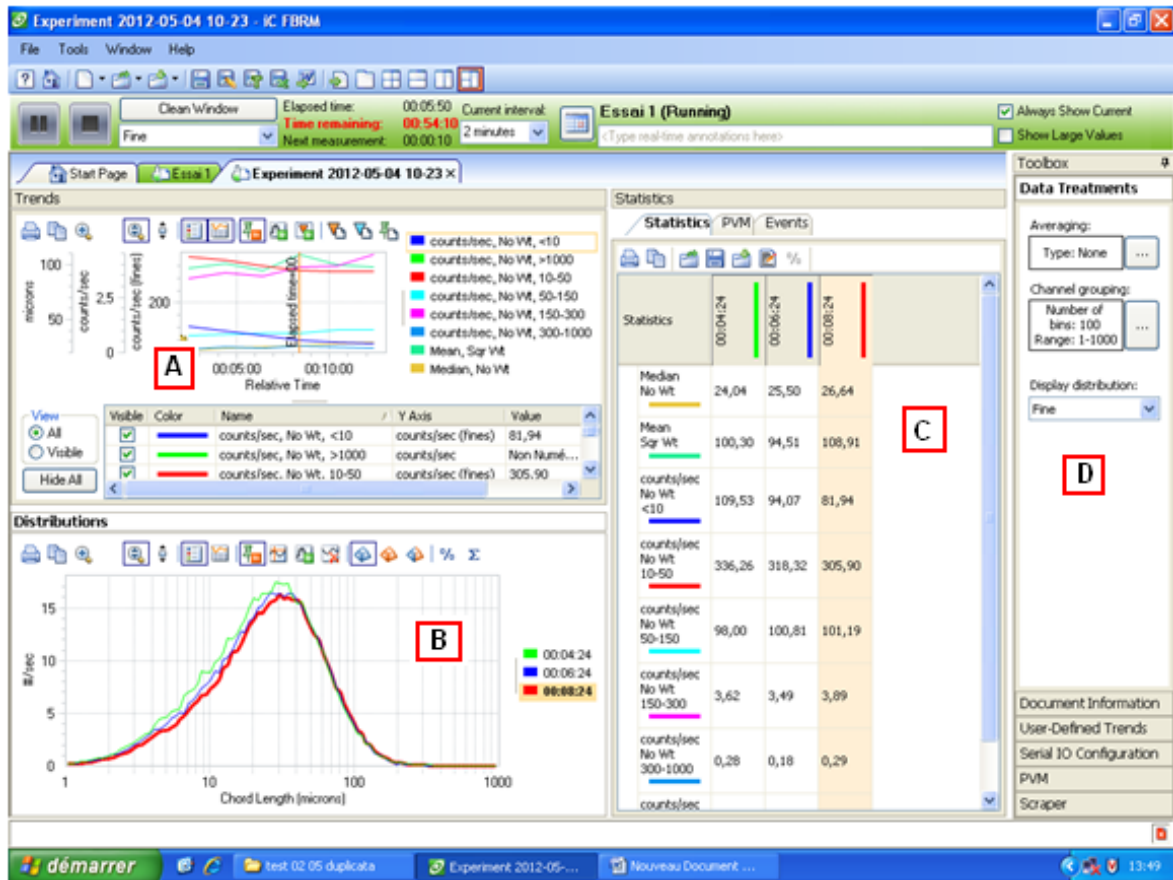 Experiment 2012-05-04 10-23 - iC FBRM
File Tools Window Help
Clean Window
Fine
Elapsed time: 00:05:50
Time remaining: 00:54:10
Next measurement: 00:00:10
Current interval:
2 minutes
Essai 1 (Running)
<Type real-time annotations here>
Always Show Current
Show Large Values
Start Page
Essai 1
Experiment 2012-05-04 10-23
Trends
microns
100
50
counts/sec
2.5
0
counts/sec (fines)
200
Elapsed time=00:
00:05:00 00:10:00
Relative Time
A
counts/sec, No Wt, <10
counts/sec, No Wt, >1000
counts/sec, No Wt, 10-50
counts/sec, No Wt, 50-150
counts/sec, No Wt, 150-300
counts/sec, No Wt, 300-1000
Mean, Sqr Wt
Median, No Wt
View
All
Visible
Hide All
Visible Color Name Y Axis Value
counts/sec, No Wt, <10 counts/sec (fines) 81,94
counts/sec, No Wt, >1000 counts/sec Non Numé...
counts/sec, No Wt, 10-50 counts/sec (fines) 305,90
Distributions
% Σ
#/sec
15
10
5
0
1 10 100 1000
Chord Length (microns)
B
00:04:24
00:06:24
00:08:24
Statistics
Statistics PVM Events
%
Statistics 00:04:24 00:06:24 00:08:24
Median
No Wt 24,04 25,50 26,64
Mean
Sqr Wt 100,30 94,51 108,91
counts/sec
No Wt
<10 109,53 94,07 81,94
counts/sec
No Wt
10-50 336,26 318,32 305,90
counts/sec
No Wt
50-150 98,00 100,81 101,19
counts/sec
No Wt
150-300 3,62 3,49 3,89
counts/sec
No Wt
300-1000 0,28 0,18 0,29
counts/sec
C
Toolbox
Data Treatments
Averaging:
Type: None ...
Channel grouping:
Number of
bins: 100
Range: 1-1000
...
Display distribution:
Fine
D
Document Information
User-Defined Trends
Serial IO Configuration
PVM
Scraper
démarrer
test 02 05 duplicata
Experiment 2012-05-...
Nouveau Document ...
13:49